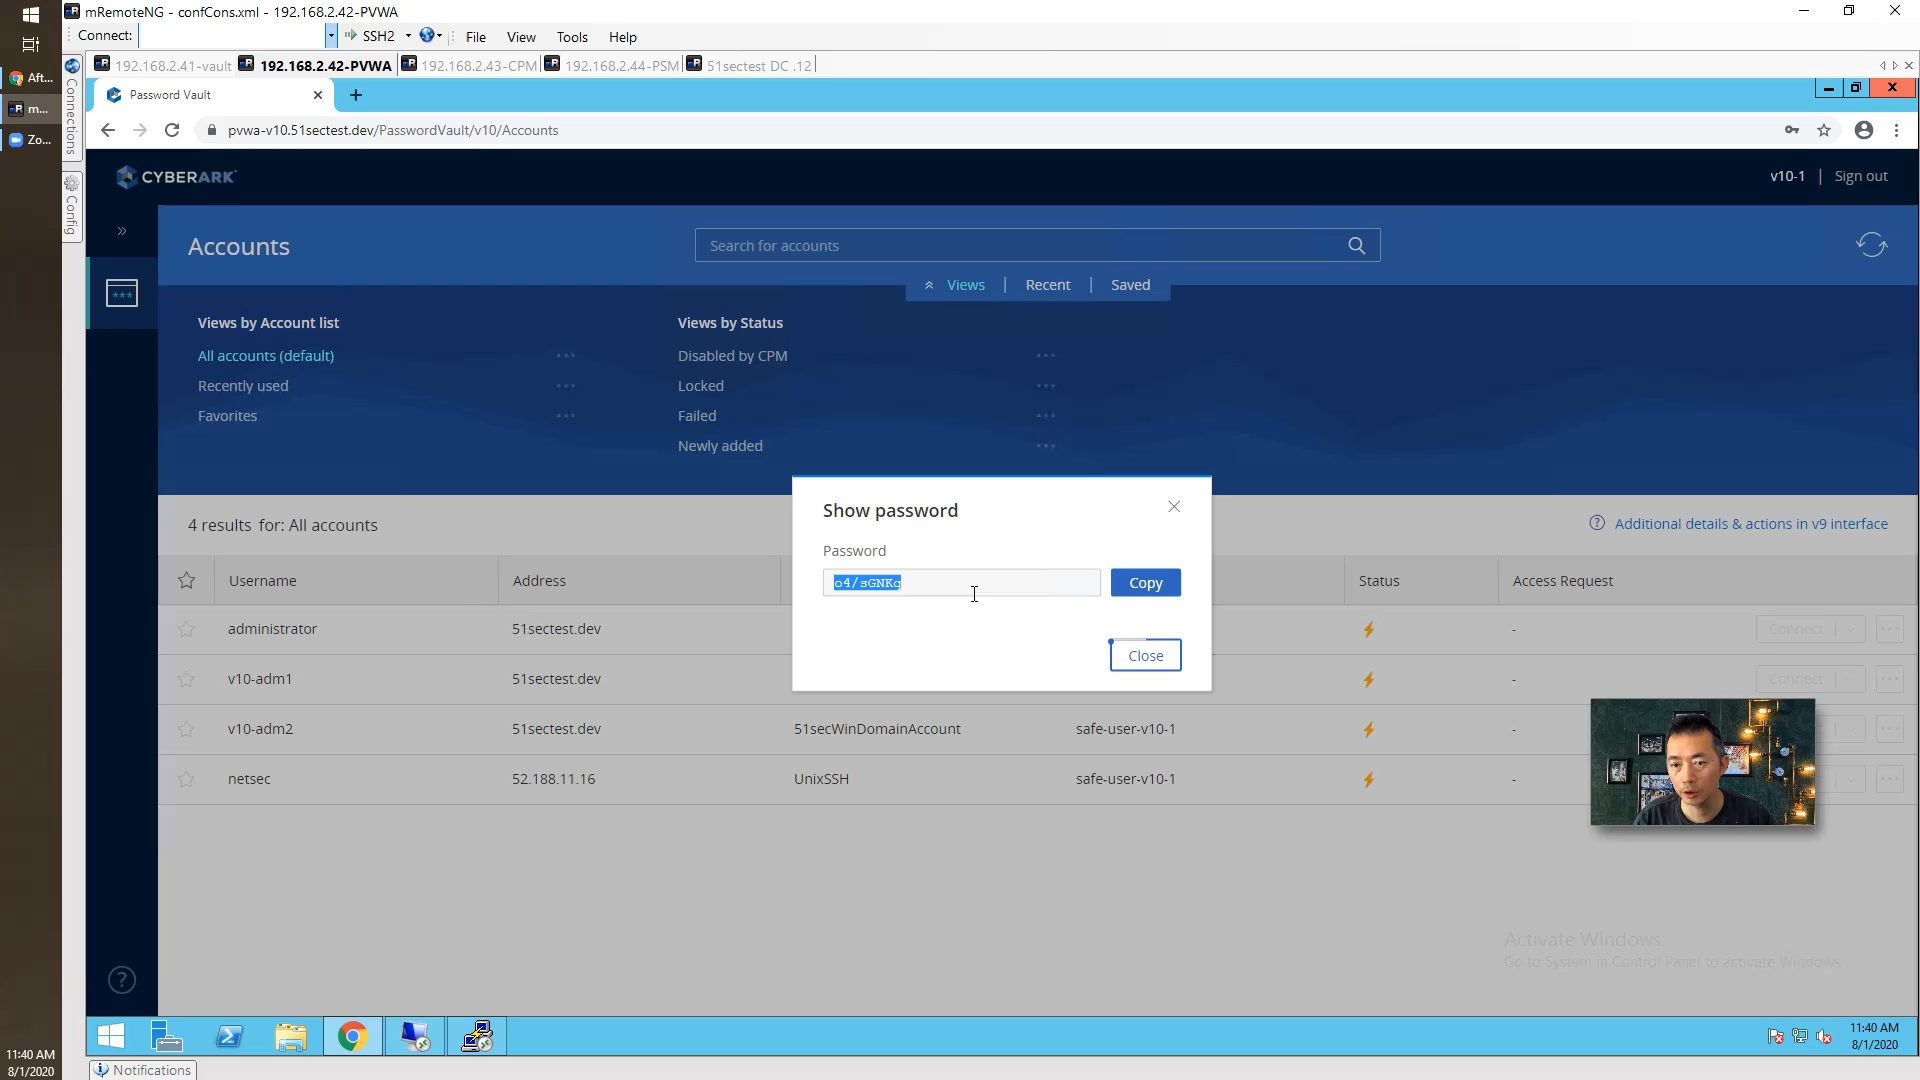 mRemoteNG - confCons.xml - 192.168.2.42-PVWA
Connect: SSH2 File View Tools Help
192.168.2.41-vault 192.168.2.42-PVWA 192.168.2.43-CPM 192.168.2.44-PSM 51sectest DC .12
Aft...
m...
Zo...
Connections
Config
Password Vault
pvwa-v10.51sectest.dev/PasswordVault/v10/Accounts
CYBERARK
v10-1 | Sign out
Accounts
Search for accounts
Views | Recent | Saved
Views by Account list
All accounts (default)
Recently used
Favorites
Views by Status
Disabled by CPM
Locked
Failed
Newly added
Show password
Password
o4/sGNKq
Copy
Close
4 results for: All accounts
Additional details & actions in v9 interface
Username Address Status Access Request
administrator 51sectest.dev - Connect
v10-adm1 51sectest.dev - Connect
v10-adm2 51sectest.dev 51secWinDomainAccount safe-user-v10-1 -
netsec 52.188.11.16 UnixSSH safe-user-v10-1 -
Activate Windows
Go to System in Control Panel to activate Windows
11:40 AM
8/1/2020
11:40 AM
8/1/2020
Notifications